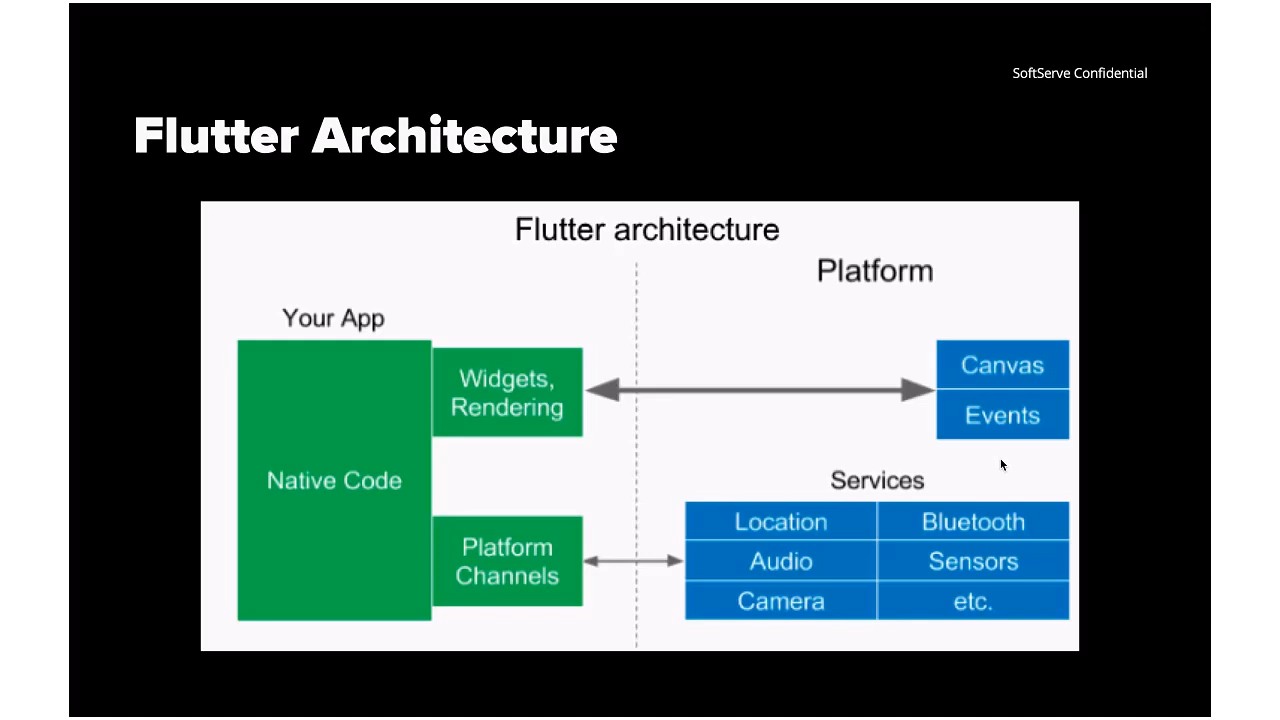 SoftServe Confidential
Flutter Architecture
Flutter architecture
Platform
Your App
Native Code
Widgets,
Rendering
Platform
Channels
Canvas
Events
Services
Location
Bluetooth
Audio
Sensors
Camera
etc.